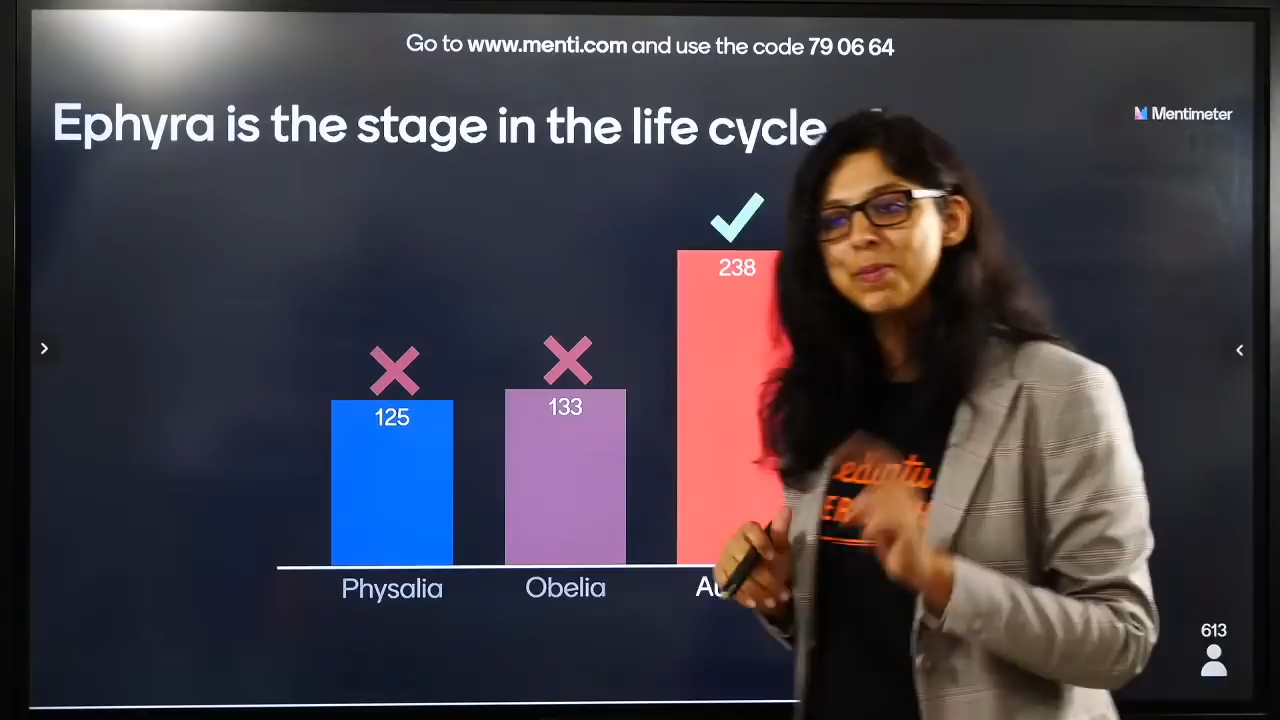 Go to www.menti.com and use the code 79 06 64
Ephyra is the stage in the life cycle
Mentimeter
238
133
125
Physalia
Obelia
613